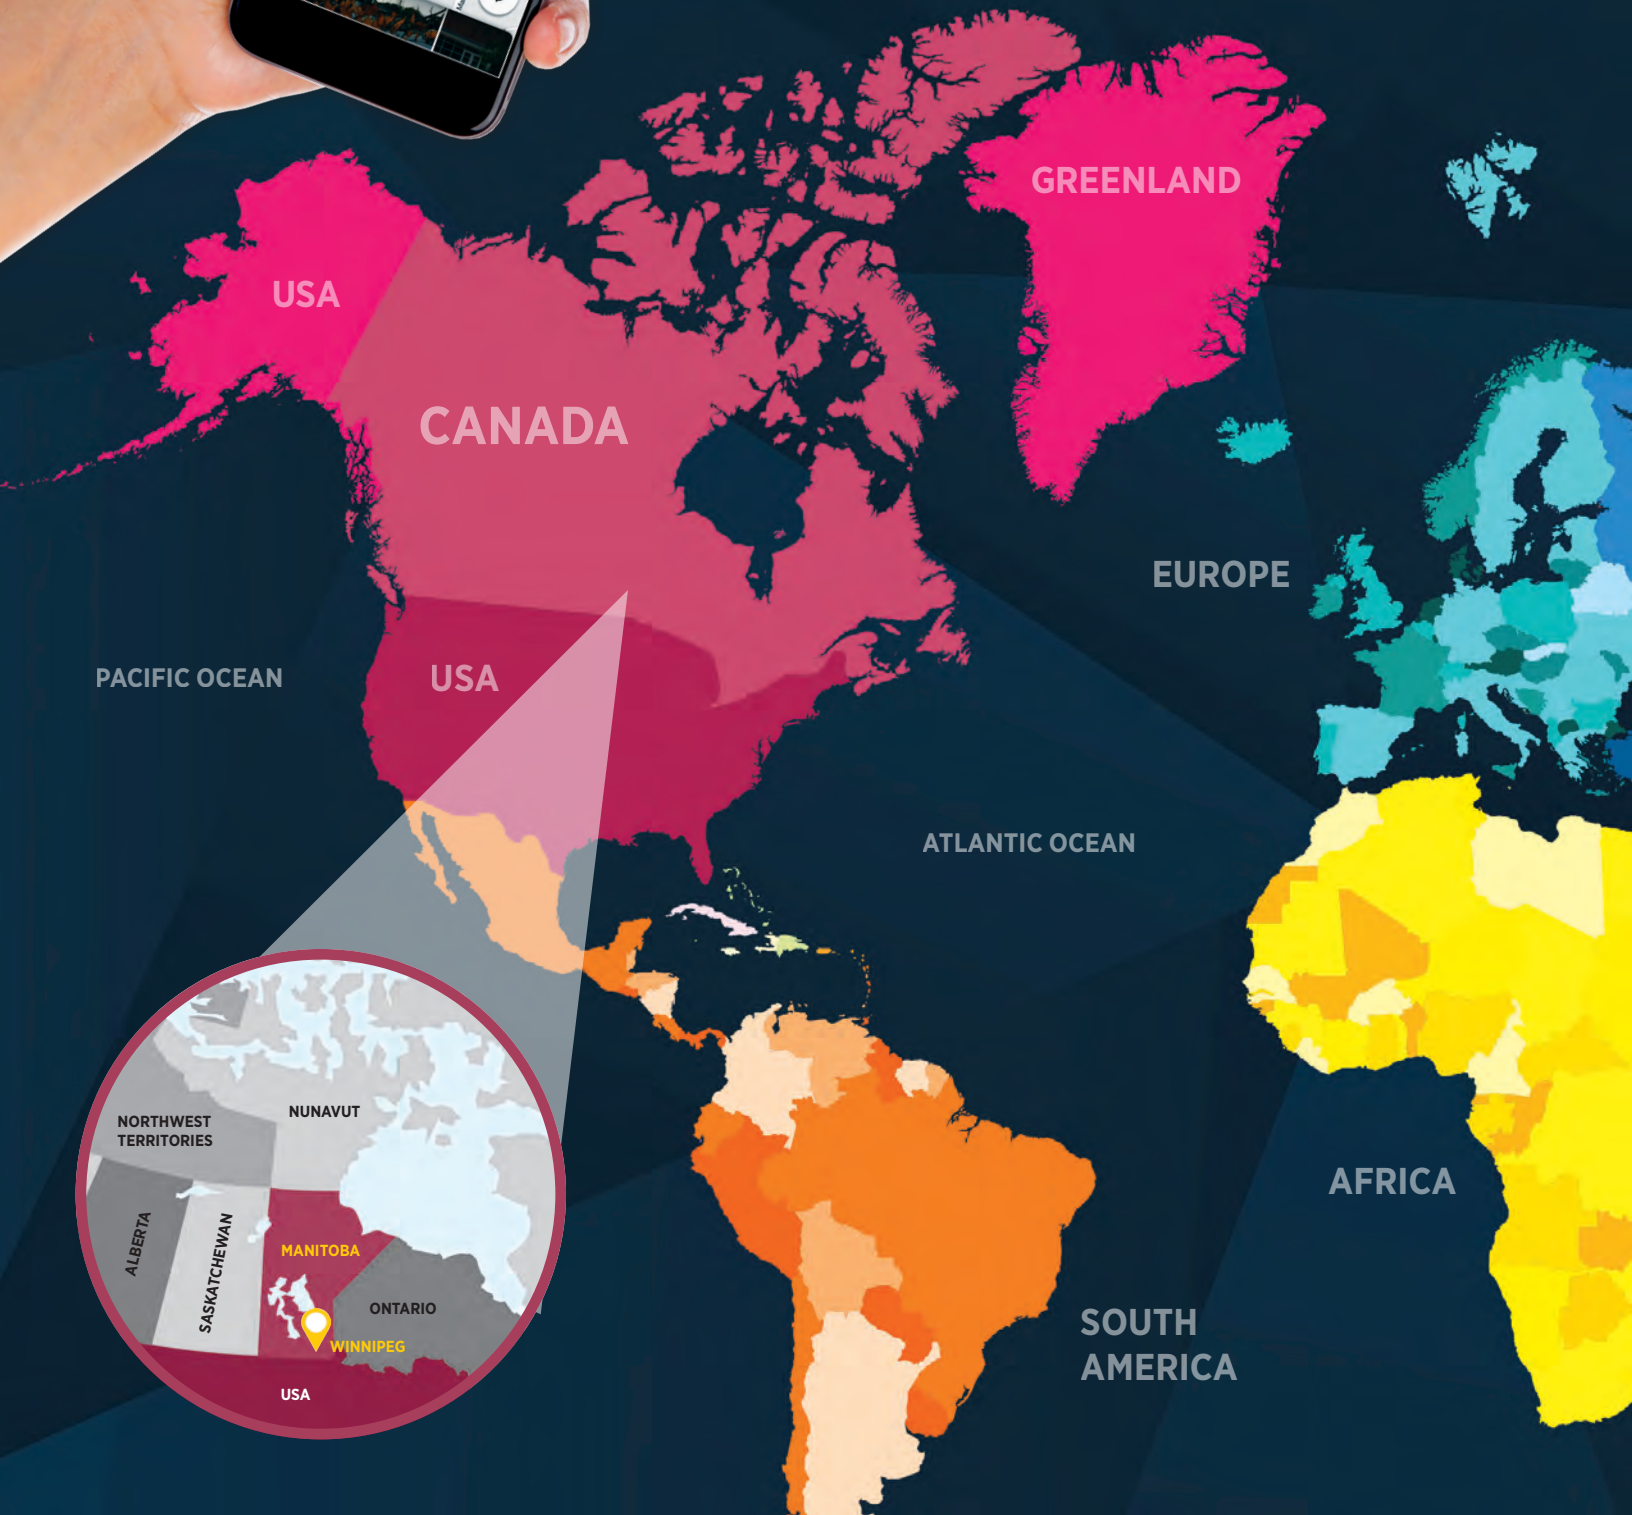 GREENLAND
USA
CANADA
EUROPE
PACIFIC OCEAN
USA
ATLANTIC OCEAN
NORTHWEST
TERRITORIES
NUNAVUT
ALBERTA
SASKATCHEWAN
MANITOBA
ONTARIO
WINNIPEG
USA
AFRICA
SOUTH
AMERICA